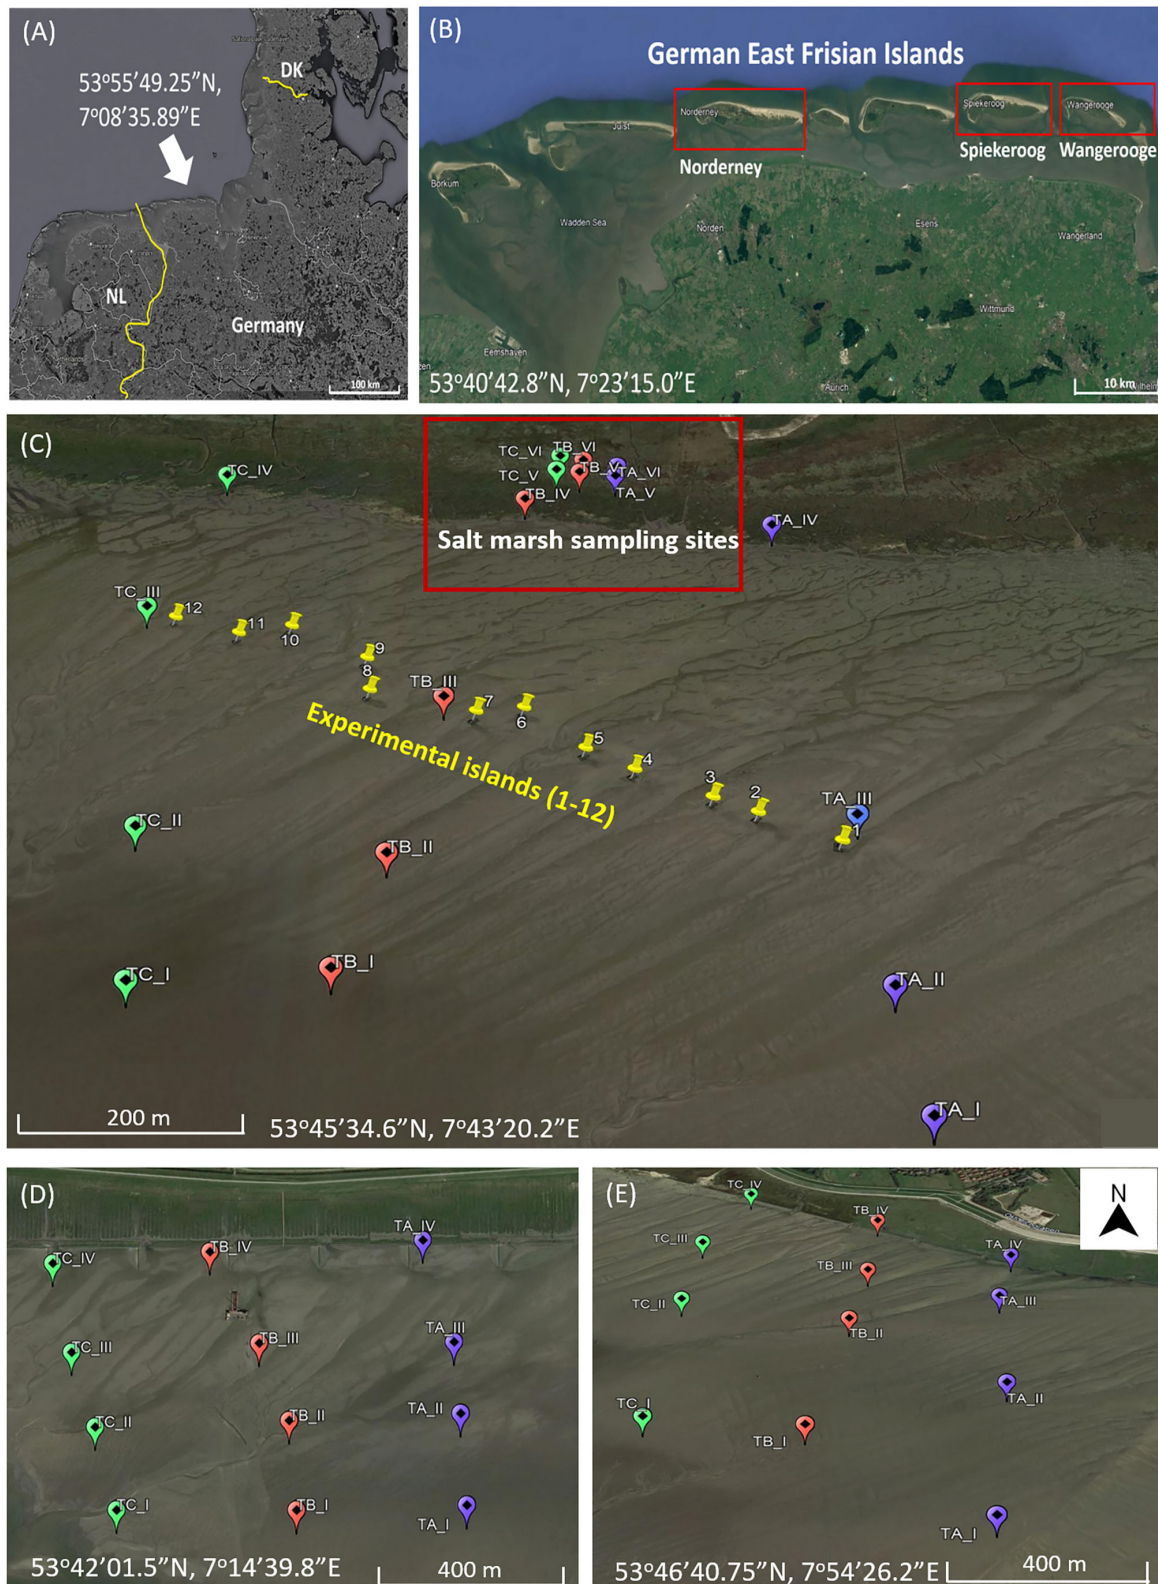 (A)
53°55'49.25"N,
7°08'35.89"E
DK
NL
Germany
100 km
(B)
German East Frisian Islands
Norderney
Spiekeroog
Wangerooge
Juist
Norderney
Spiekeroog
Wangerooge
Borkum
Wadden Sea
Norden
Esens
Wangerland
Wittmund
Eemshaven
Aurich
53°40'42.8"N, 7°23'15.0"E
10 km
(C)
TC_IV
TC_VI
TB_VI
TC_V
TB_V
TA_VI
TB_IV
TA_V
TA_IV
Salt marsh sampling sites
TC_III
12
11
10
9
8
TB_III
7
6
5
4
3
2
TA_III
1
Experimental islands (1-12)
TC_II
TB_II
TC_I
TB_I
TA_II
TA_I
200 m
53°45'34.6"N, 7°43'20.2"E
(D)
TC_IV
TB_IV
TA_IV
TC_III
TB_III
TA_III
TC_II
TB_II
TA_II
TC_I
TB_I
TA_I
53°42'01.5"N, 7°14'39.8"E
400 m
(E)
N
TC_IV
TB_IV
TC_III
TA_IV
TB_III
TC_II
TA_III
TB_II
TA_II
TC_I
TB_I
TA_I
53°46'40.75"N, 7°54'26.2"E
400 m